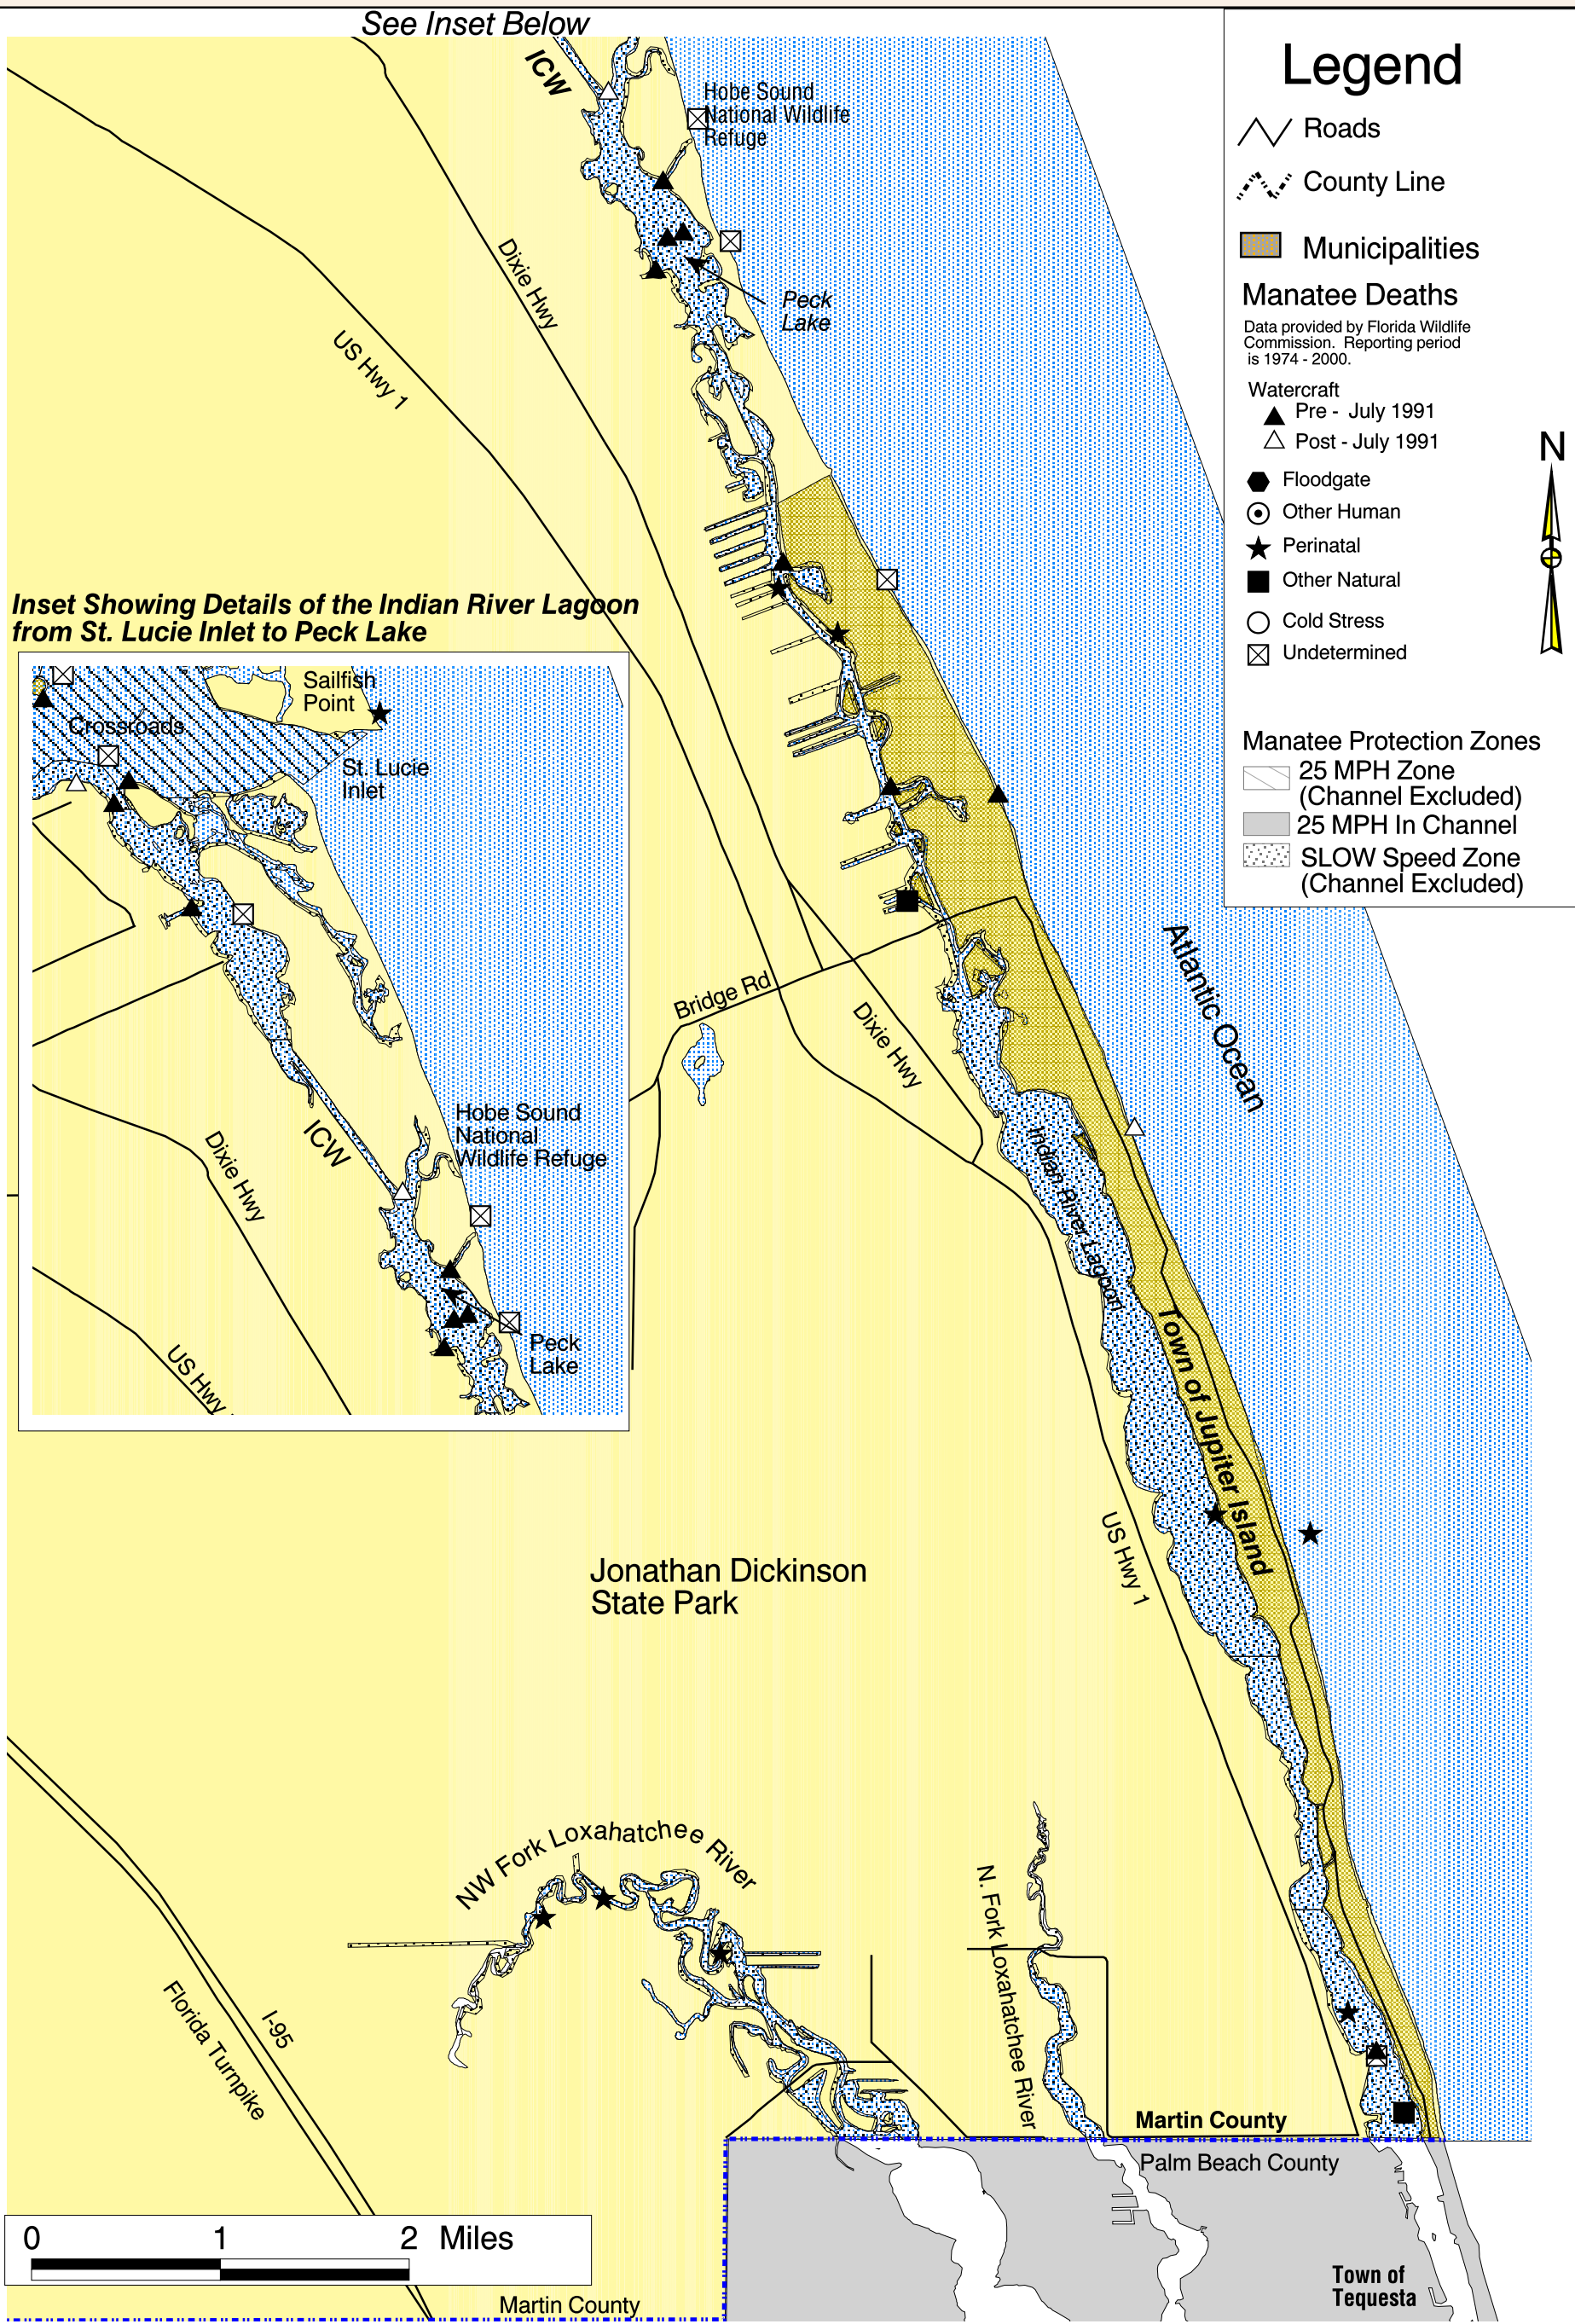 See Inset Below
ICW
Hobe Sound
National Wildlife
Refuge
Dixie Hwy
US Hwy 1
Peck
Lake
Legend
Roads
County Line
Municipalities
Manatee Deaths
Data provided by Florida Wildlife
Commission. Reporting period
is 1974 - 2000.
Watercraft
Pre - July 1991
Post - July 1991
Floodgate
Other Human
Perinatal
Other Natural
Cold Stress
Undetermined
Manatee Protection Zones
25 MPH Zone
(Channel Excluded)
25 MPH In Channel
SLOW Speed Zone
(Channel Excluded)
N
Inset Showing Details of the Indian River Lagoon
from St. Lucie Inlet to Peck Lake
Sailfish
Point
Crossroads
St. Lucie
Inlet
Hobe Sound
National
Wildlife Refuge
ICW
Dixie Hwy
US Hwy
Peck
Lake
Bridge Rd
Dixie Hwy
Atlantic Ocean
Indian River Lagoon
Town of Jupiter Island
US Hwy 1
Jonathan Dickinson
State Park
NW Fork Loxahatchee River
N. Fork Loxahatchee River
I-95
Florida Turnpike
Martin County
Palm Beach County
Town of
Tequesta
0 1 2 Miles
Martin County